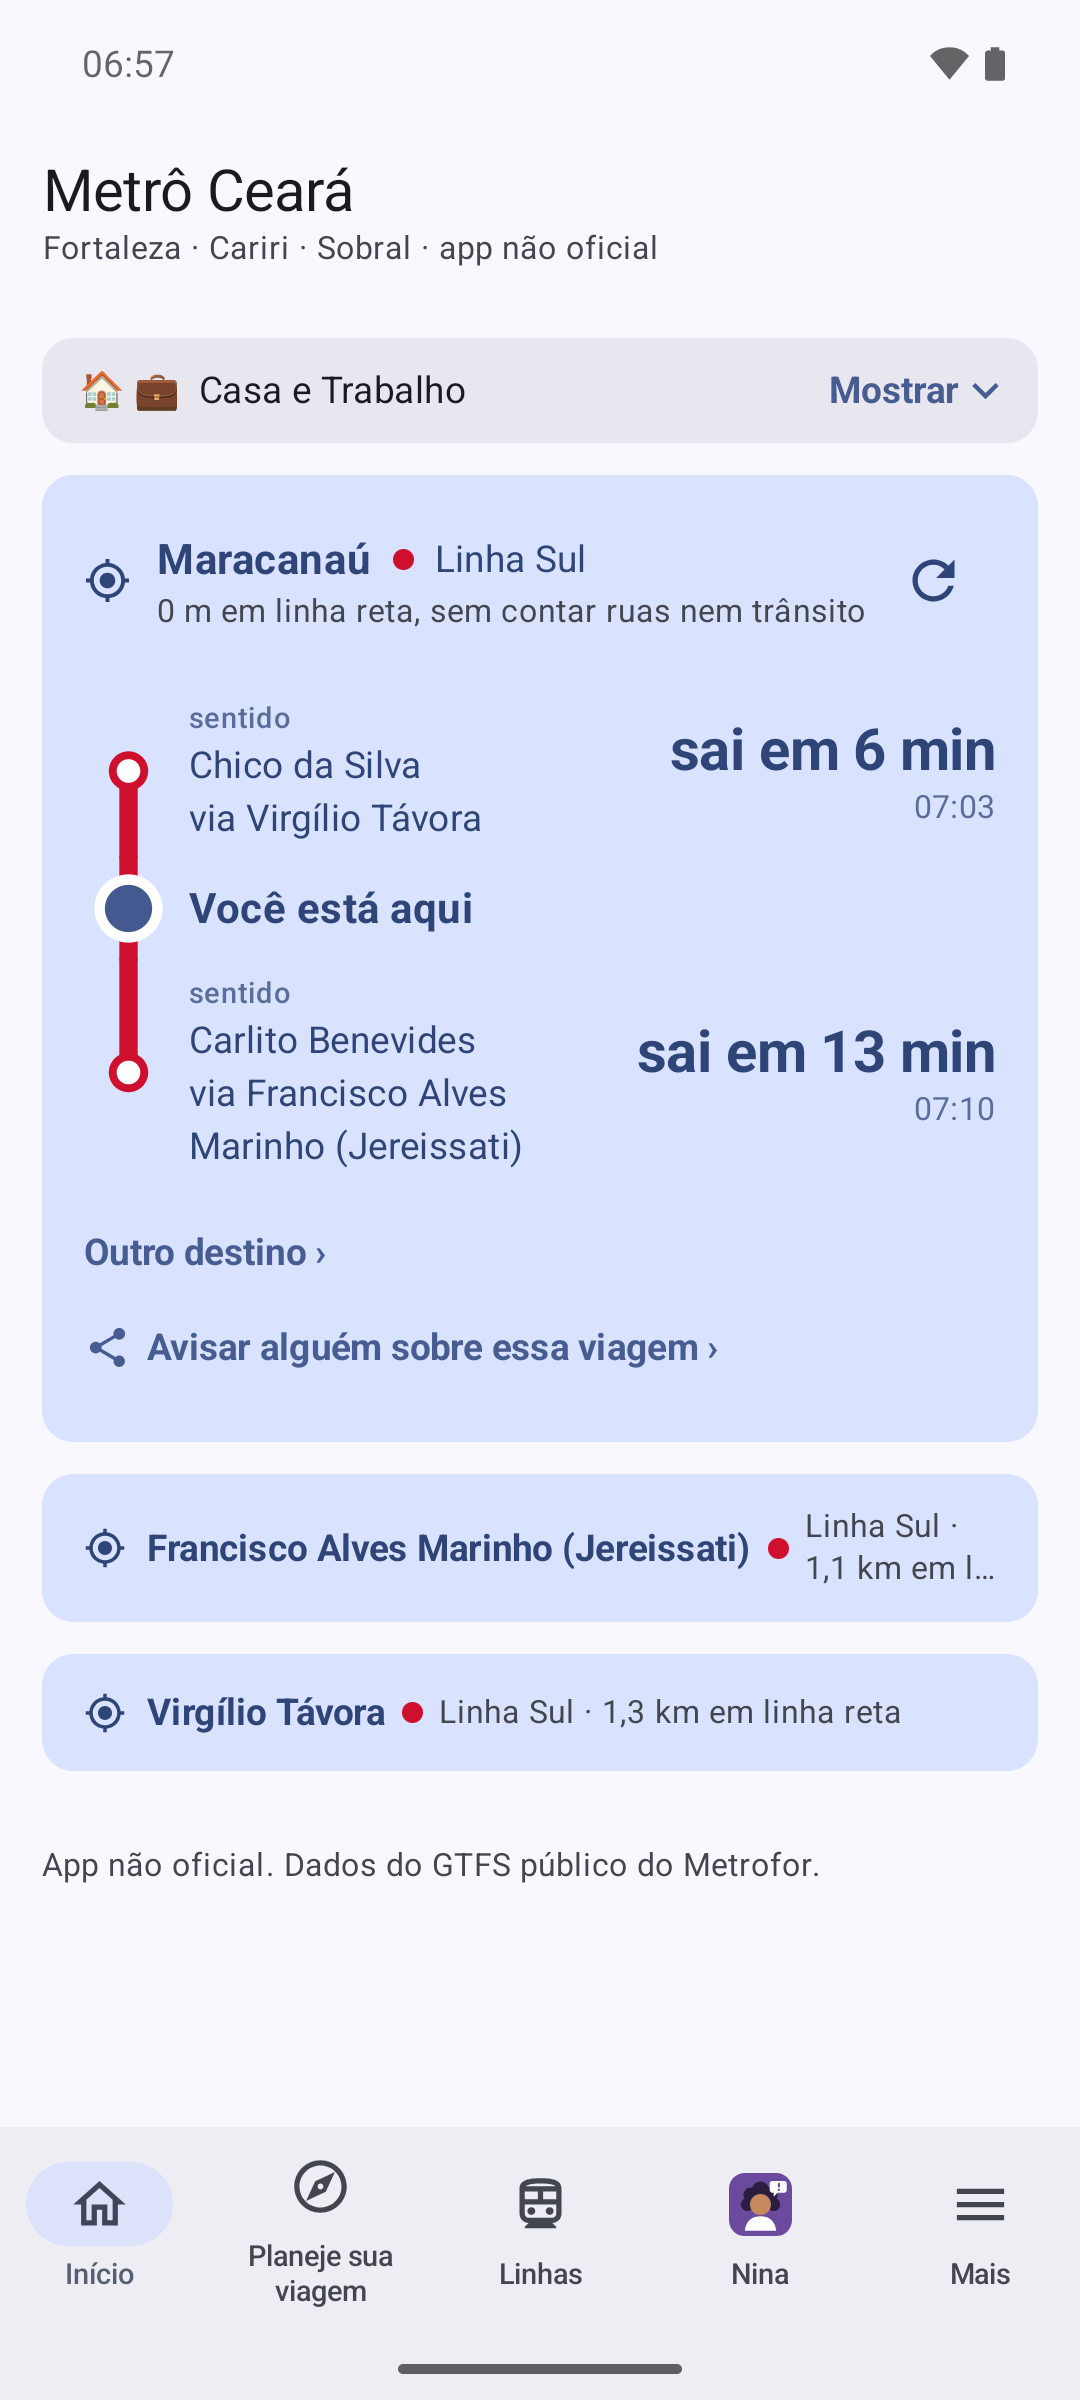 06:57
Metrô Ceará
Fortaleza · Cariri · Sobral · app não oficial
Casa e Trabalho
Mostrar
Maracanaú
Linha Sul
0 m em linha reta, sem contar ruas nem trânsito
sentido
Chico da Silva
via Virgílio Távora
sai em 6 min
07:03
Você está aqui
sentido
Carlito Benevides
via Francisco Alves
Marinho (Jereissati)
sai em 13 min
07:10
Outro destino ›
Avisar alguém sobre essa viagem ›
Francisco Alves Marinho (Jereissati)
Linha Sul ·
1,1 km em l…
Virgílio Távora
Linha Sul · 1,3 km em linha reta
App não oficial. Dados do GTFS público do Metrofor.
Início
Planeje sua
viagem
Linhas
Nina
Mais